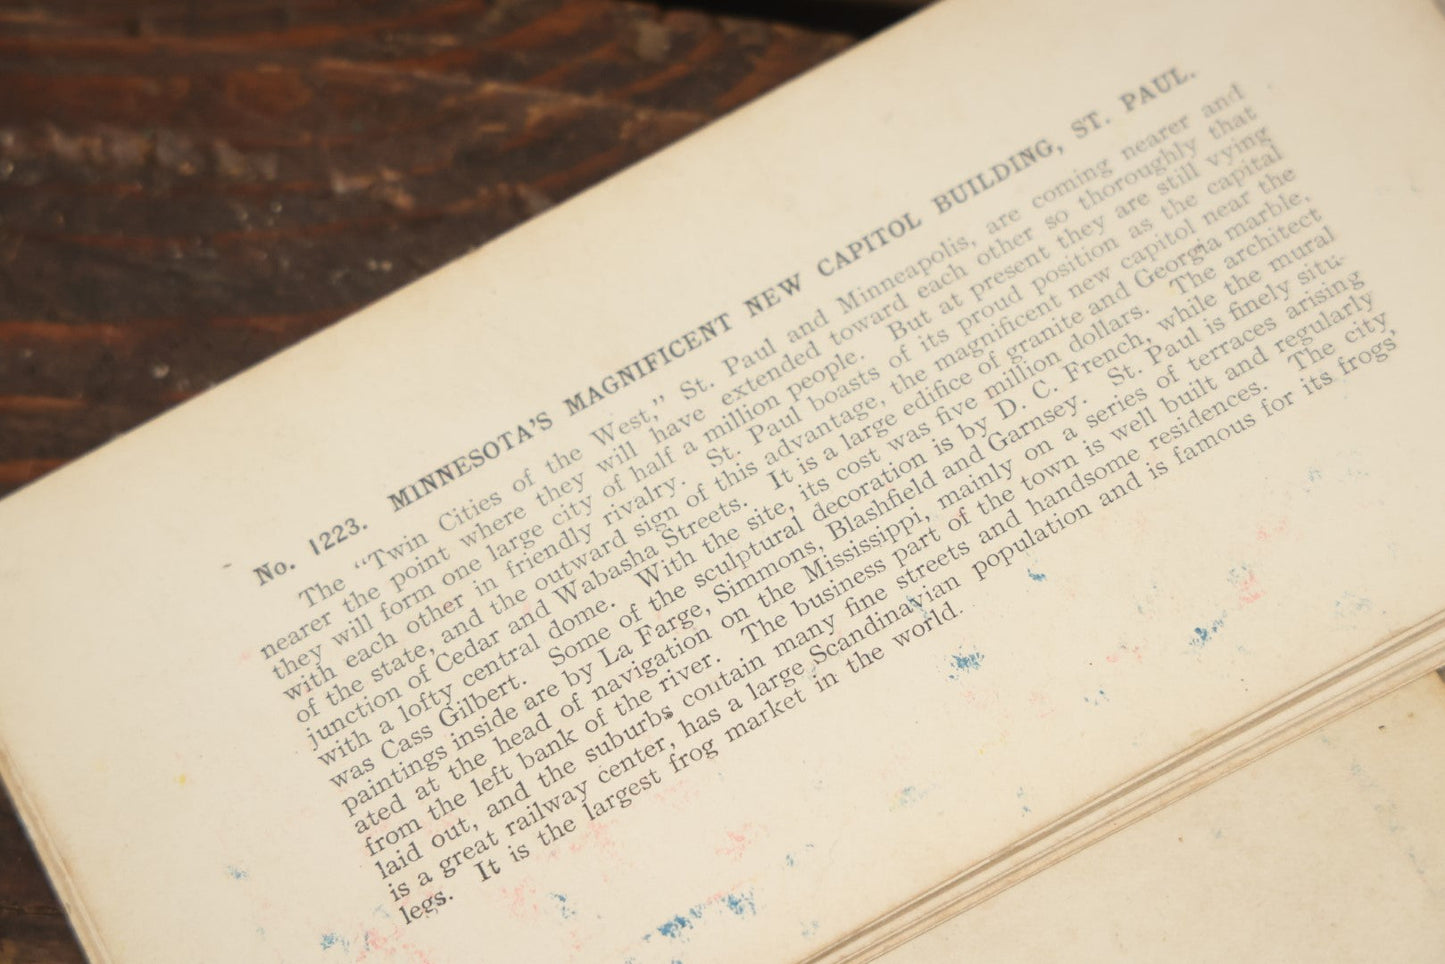 No. 1223. MINNESOTA'S MAGNIFICENT NEW CAPITOL BUILDING, ST. PAUL.
The "Twin Cities of the West," St. Paul and Minneapolis, are coming nearer and
nearer the point where they will have extended toward each other so thoroughly that
they will form one large city of half a million people. But at present they are still vying
with each other in friendly rivalry. St. Paul boasts of its proud position as the capital
of the state, and the outward sign of this advantage, the magnificent new capitol near the
junction of Cedar and Wabasha Streets. It is a large edifice of granite and Georgia marble,
with a lofty central dome. With the site, its cost was five million dollars. The architect
was Cass Gilbert. Some of the sculptural decoration is by D. C. French, while the mural
paintings inside are by La Farge, Simmons, Blashfield and Garnsey. St. Paul is finely situ-
ated at the head of navigation on the Mississippi, mainly on a series of terraces arising
from the left bank of the river. The business part of the town is well built and regularly
laid out, and the suburbs contain many fine streets and handsome residences. The city,
is a great railway center, has a large Scandinavian population and is famous for its frogs'
legs. It is the largest frog market in the world.